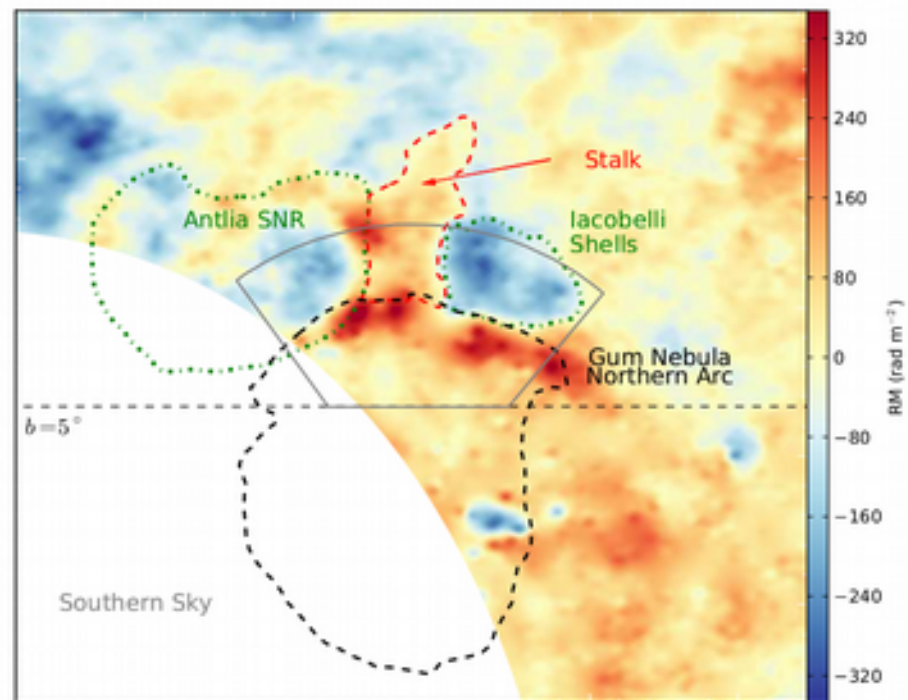 320
240
160
80
0
−80
−160
−240
−320
RM (rad m⁻²)
Stalk
Antlia SNR
Iacobelli
Shells
Gum Nebula
Northern Arc
b=5°
Southern Sky